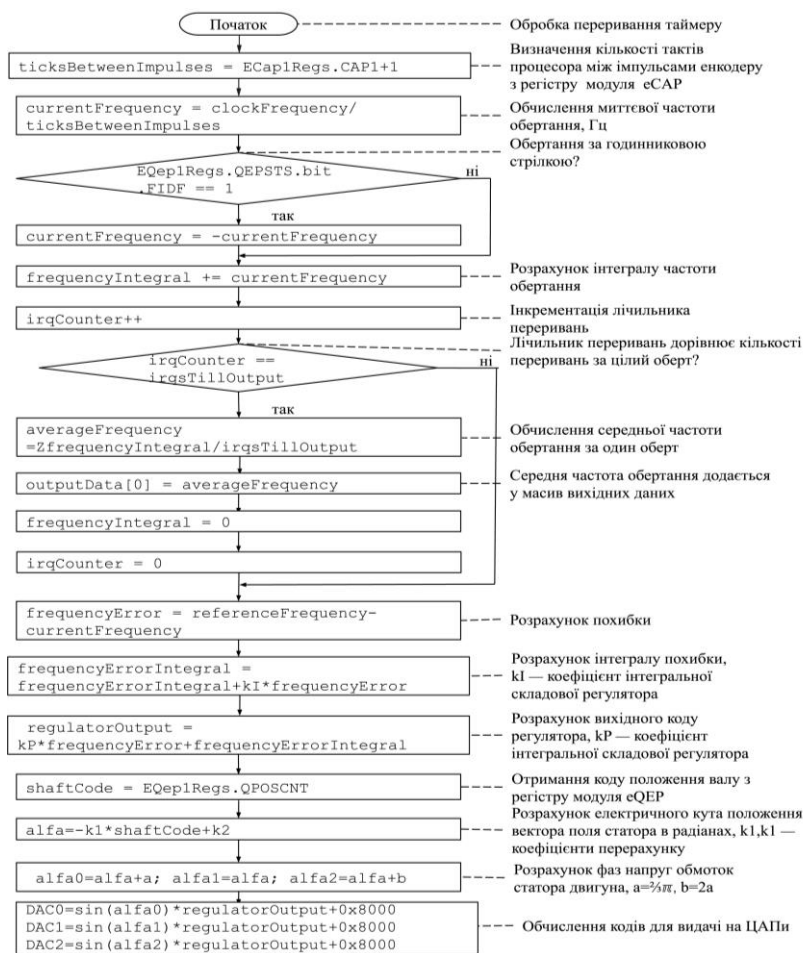 Початок
Обробка переривання таймеру
ticksBetweenImpulses = ECap1Regs.CAP1+1
Визначення кількості тактів
процесора між імпульсами енкодеру
з регістру модуля eCAP
currentFrequency = clockFrequency/
ticksBetweenImpulses
Обчислення миттєвої частоти
обертання, Гц
Обертання за годинниковою
стрілкою?
EQep1Regs.QEPSTS.bit
.FIDF == 1
ні
так
currentFrequency = -currentFrequency
frequencyIntegral += currentFrequency
Розрахунок інтегралу частоти
обертання
irqCounter++
Інкрементація лічильника
переривань
Лічильник переривань дорівнює кількості
переривань за цілий оберт?
irqCounter ==
irqsTillOutput
ні
так
averageFrequency
=ZfrequencyIntegral/irqsTillOutput
Обчислення середньої частоти
обертання за один оберт
outputData[0] = averageFrequency
Середня частота обертання додається
у масив вихідних даних
frequencyIntegral = 0
irqCounter = 0
frequencyError = referenceFrequency-
currentFrequency
Розрахунок похибки
frequencyErrorIntegral =
frequencyErrorIntegral+kI*frequencyError
Розрахунок інтегралу похибки,
kI — коефіцієнт інтегральної
складової регулятора
regulatorOutput =
kP*frequencyError+frequencyErrorIntegral
Розрахунок вихідного коду
регулятора, kP — коефіцієнт
інтегральної складової регулятора
shaftCode = EQep1Regs.QPOSCNT
Отримання коду положення валу з
регістру модуля eQEP
alfa=-k1*shaftCode+k2
Розрахунок електричного кута положення
вектора поля статора в радіанах, k1,k1 —
коефіцієнти перерахунку
alfa0=alfa+a; alfa1=alfa; alfa2=alfa+b
Розрахунок фаз напруг обмоток
статора двигуна, a=⅔π, b=2a
DAC0=sin(alfa0)*regulatorOutput+0x8000
DAC1=sin(alfa1)*regulatorOutput+0x8000
DAC2=sin(alfa2)*regulatorOutput+0x8000
Обчислення кодів для видачі на ЦАПи